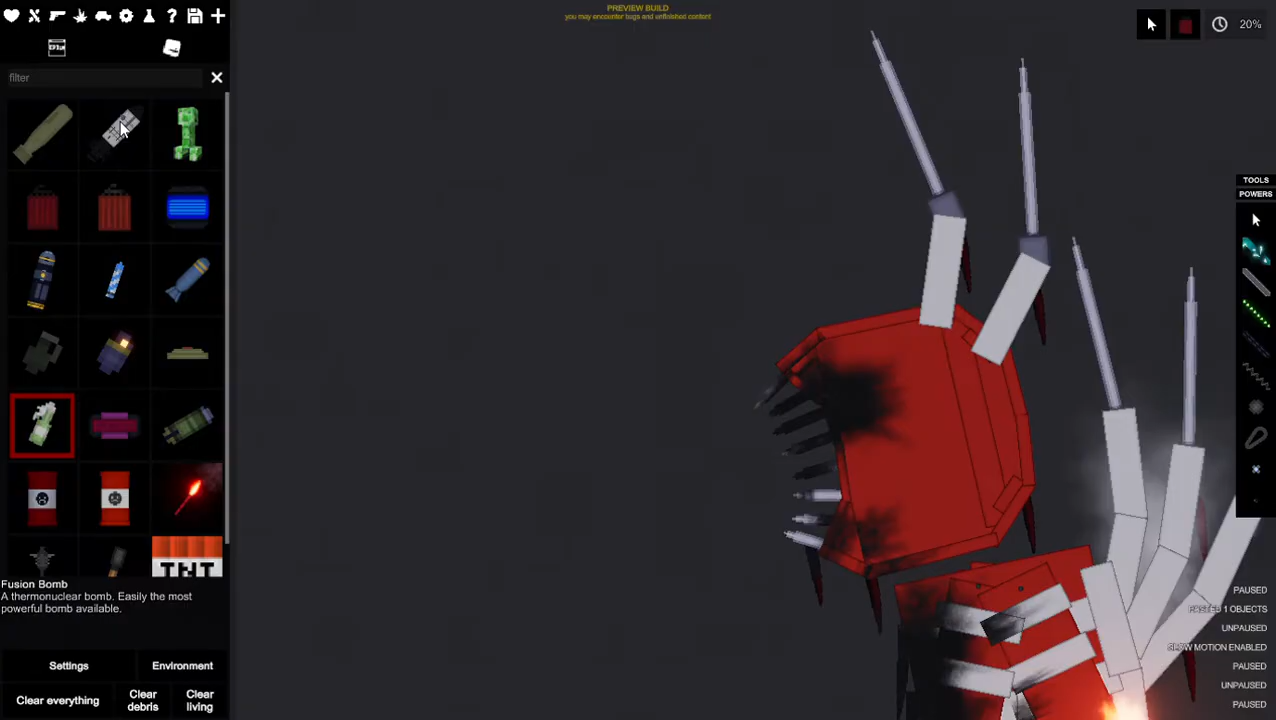 PREVIEW BUILD
you may encounter bugs and unfinished content
20%
filter
TOOLS
POWERS
TNT
Fusion Bomb
A thermonuclear bomb. Easily the most
powerful bomb available.
PAUSED
PASTED 1 OBJECTS
UNPAUSED
SLOW MOTION ENABLED
PAUSED
UNPAUSED
PAUSED
Settings
Environment
Clear everything
Clear
debris
Clear
living